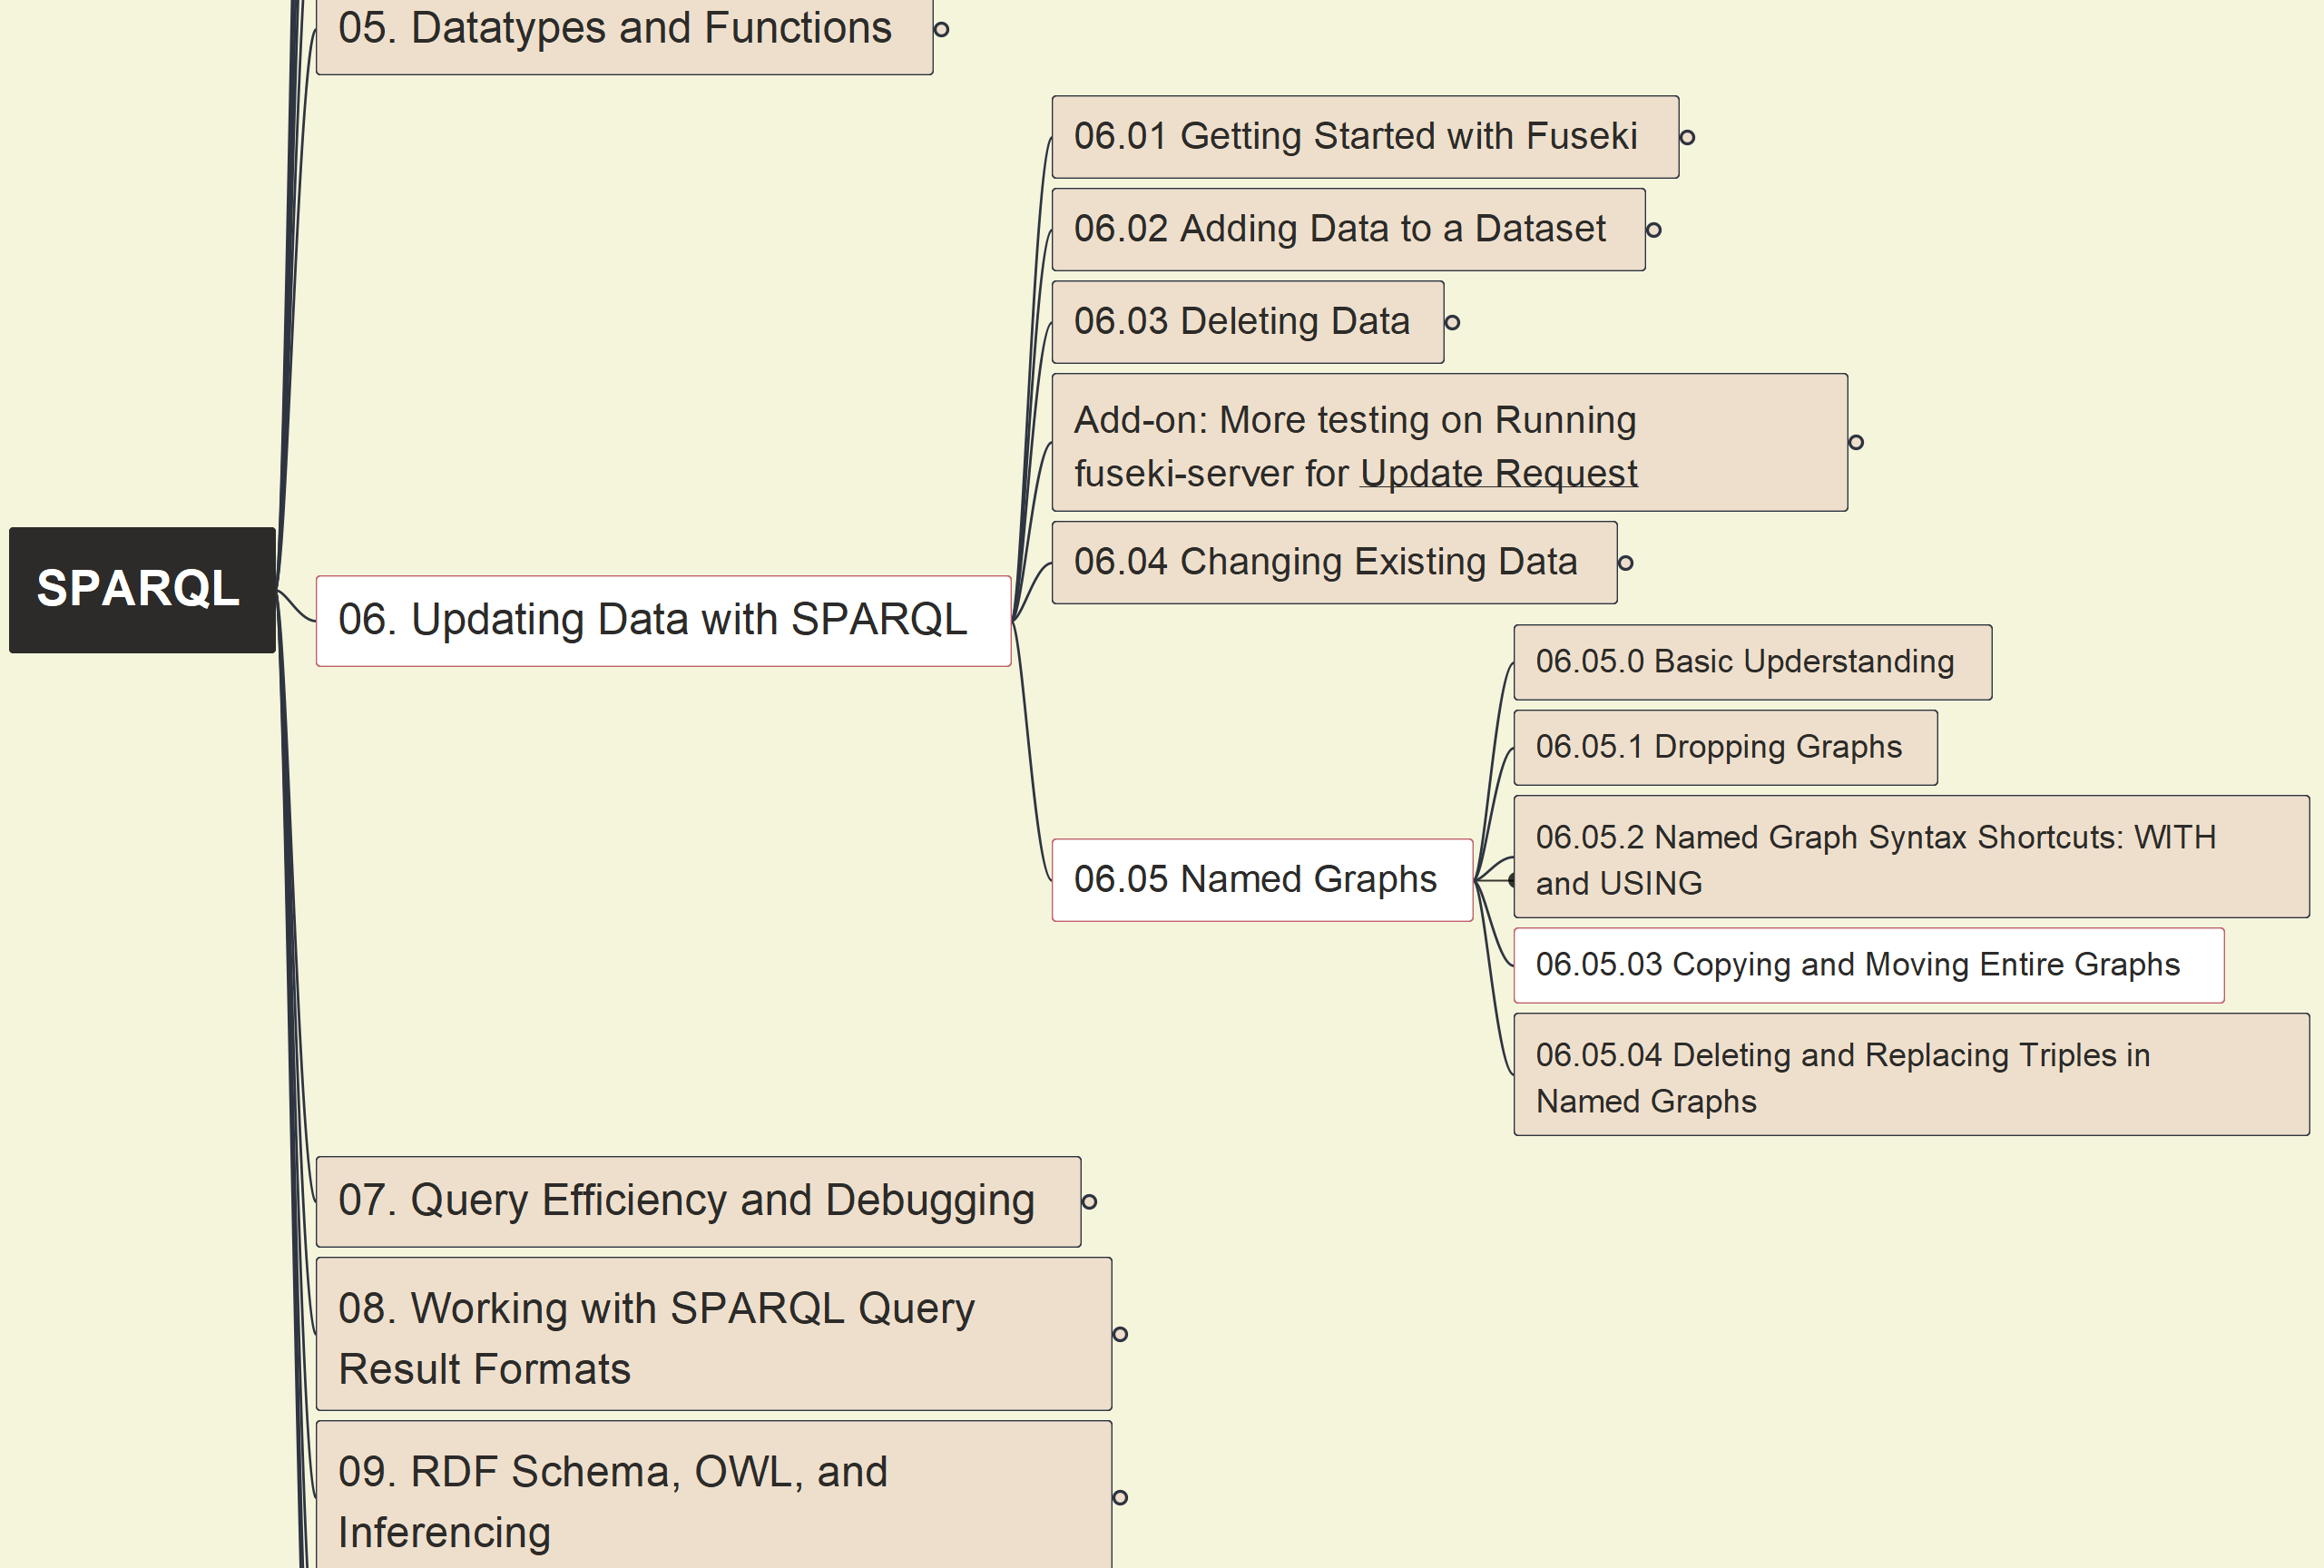 05. Datatypes and Functions
06.01 Getting Started with Fuseki
06.02 Adding Data to a Dataset
06.03 Deleting Data
Add-on: More testing on Running
fuseki-server for Update Request
06.04 Changing Existing Data
SPARQL
06. Updating Data with SPARQL
06.05.0 Basic Upderstanding
06.05.1 Dropping Graphs
06.05.2 Named Graph Syntax Shortcuts: WITH
and USING
06.05 Named Graphs
06.05.03 Copying and Moving Entire Graphs
06.05.04 Deleting and Replacing Triples in
Named Graphs
07. Query Efficiency and Debugging
08. Working with SPARQL Query
Result Formats
09. RDF Schema, OWL, and
Inferencing